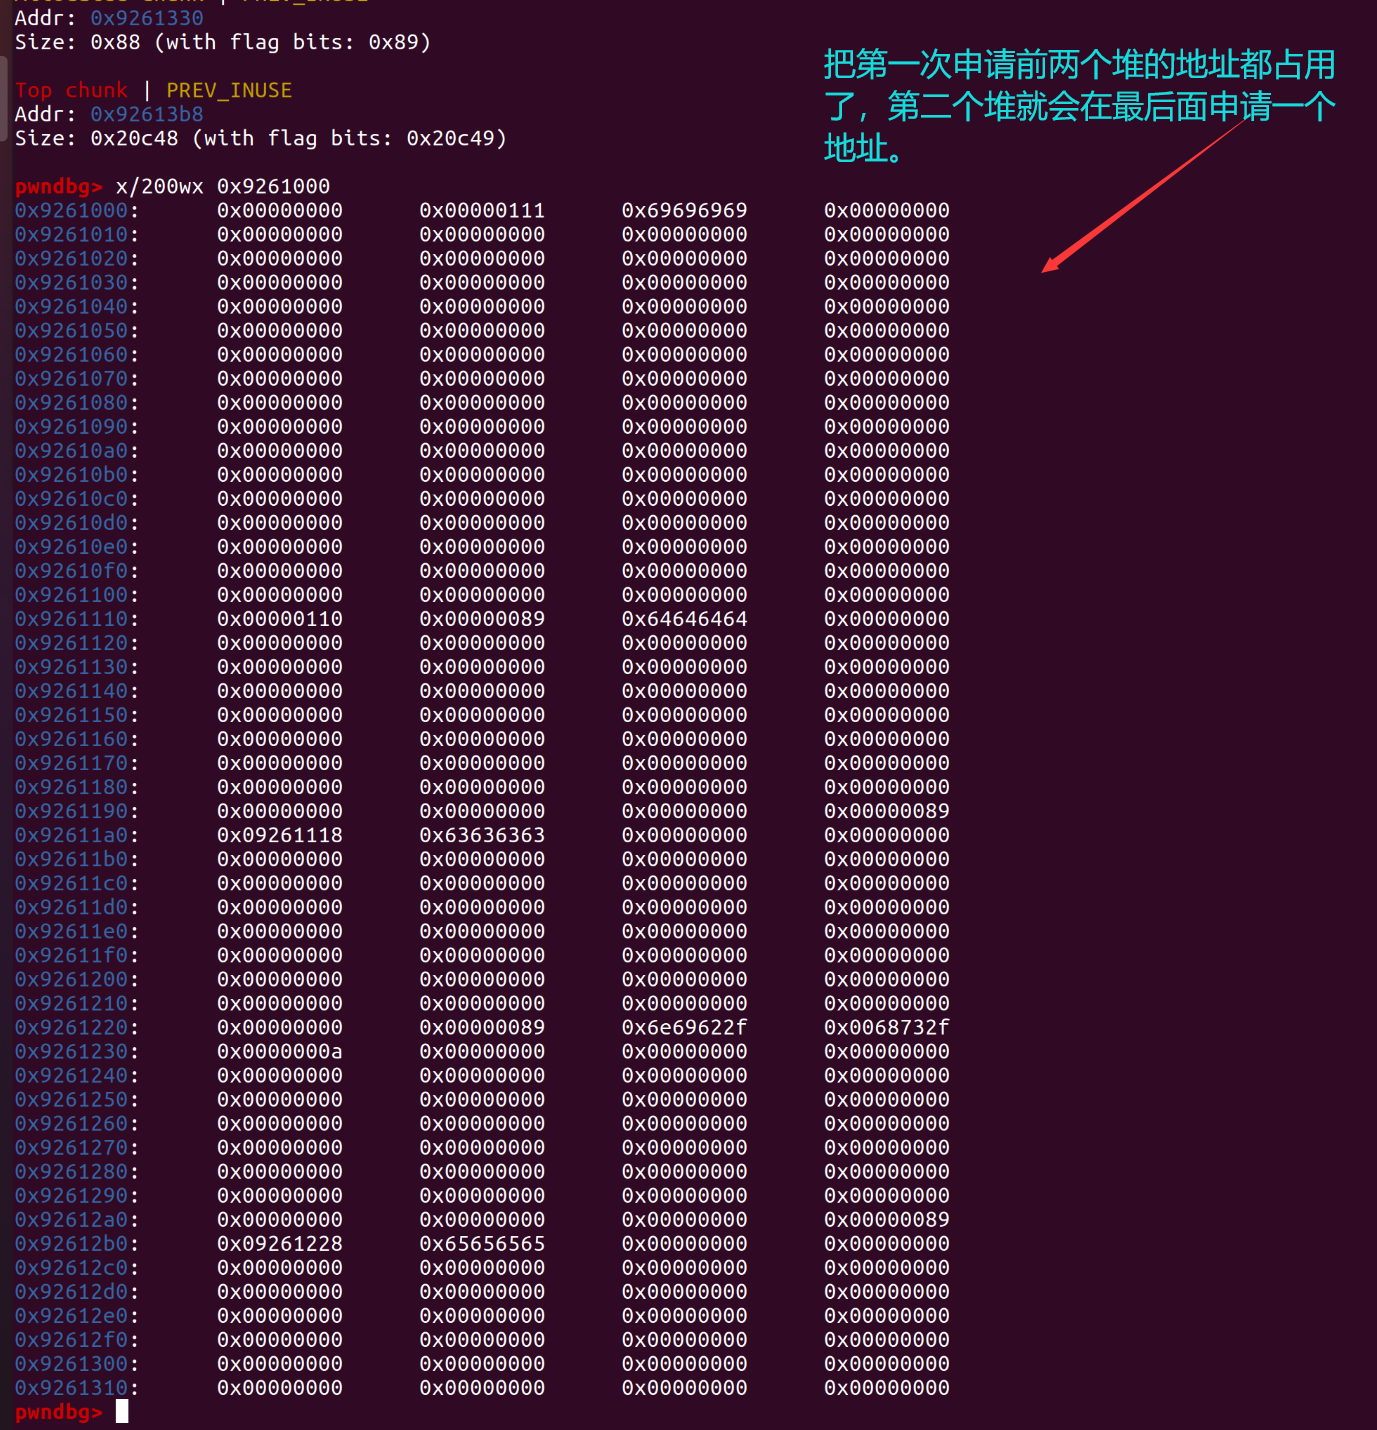 Allocated chunk | PREV_INUSE
Addr: 0x9261330
Size: 0x88 (with flag bits: 0x89)
把第一次申请前两个堆的地址都占用
了，第二个堆就会在最后面申请一个
地址。
Top chunk | PREV_INUSE
Addr: 0x92613b8
Size: 0x20c48 (with flag bits: 0x20c49)
pwndbg> x/200wx 0x9261000
0x9261000: 0x00000000 0x00000111 0x69696969 0x00000000
0x9261010: 0x00000000 0x00000000 0x00000000 0x00000000
0x9261020: 0x00000000 0x00000000 0x00000000 0x00000000
0x9261030: 0x00000000 0x00000000 0x00000000 0x00000000
0x9261040: 0x00000000 0x00000000 0x00000000 0x00000000
0x9261050: 0x00000000 0x00000000 0x00000000 0x00000000
0x9261060: 0x00000000 0x00000000 0x00000000 0x00000000
0x9261070: 0x00000000 0x00000000 0x00000000 0x00000000
0x9261080: 0x00000000 0x00000000 0x00000000 0x00000000
0x9261090: 0x00000000 0x00000000 0x00000000 0x00000000
0x92610a0: 0x00000000 0x00000000 0x00000000 0x00000000
0x92610b0: 0x00000000 0x00000000 0x00000000 0x00000000
0x92610c0: 0x00000000 0x00000000 0x00000000 0x00000000
0x92610d0: 0x00000000 0x00000000 0x00000000 0x00000000
0x92610e0: 0x00000000 0x00000000 0x00000000 0x00000000
0x92610f0: 0x00000000 0x00000000 0x00000000 0x00000000
0x9261100: 0x00000000 0x00000000 0x00000000 0x00000000
0x9261110: 0x00000110 0x00000089 0x64646464 0x00000000
0x9261120: 0x00000000 0x00000000 0x00000000 0x00000000
0x9261130: 0x00000000 0x00000000 0x00000000 0x00000000
0x9261140: 0x00000000 0x00000000 0x00000000 0x00000000
0x9261150: 0x00000000 0x00000000 0x00000000 0x00000000
0x9261160: 0x00000000 0x00000000 0x00000000 0x00000000
0x9261170: 0x00000000 0x00000000 0x00000000 0x00000000
0x9261180: 0x00000000 0x00000000 0x00000000 0x00000000
0x9261190: 0x00000000 0x00000000 0x00000000 0x00000089
0x92611a0: 0x09261118 0x63636363 0x00000000 0x00000000
0x92611b0: 0x00000000 0x00000000 0x00000000 0x00000000
0x92611c0: 0x00000000 0x00000000 0x00000000 0x00000000
0x92611d0: 0x00000000 0x00000000 0x00000000 0x00000000
0x92611e0: 0x00000000 0x00000000 0x00000000 0x00000000
0x92611f0: 0x00000000 0x00000000 0x00000000 0x00000000
0x9261200: 0x00000000 0x00000000 0x00000000 0x00000000
0x9261210: 0x00000000 0x00000000 0x00000000 0x00000000
0x9261220: 0x00000000 0x00000089 0x6e69622f 0x0068732f
0x9261230: 0x0000000a 0x00000000 0x00000000 0x00000000
0x9261240: 0x00000000 0x00000000 0x00000000 0x00000000
0x9261250: 0x00000000 0x00000000 0x00000000 0x00000000
0x9261260: 0x00000000 0x00000000 0x00000000 0x00000000
0x9261270: 0x00000000 0x00000000 0x00000000 0x00000000
0x9261280: 0x00000000 0x00000000 0x00000000 0x00000000
0x9261290: 0x00000000 0x00000000 0x00000000 0x00000000
0x92612a0: 0x00000000 0x00000000 0x00000000 0x00000089
0x92612b0: 0x09261228 0x65656565 0x00000000 0x00000000
0x92612c0: 0x00000000 0x00000000 0x00000000 0x00000000
0x92612d0: 0x00000000 0x00000000 0x00000000 0x00000000
0x92612e0: 0x00000000 0x00000000 0x00000000 0x00000000
0x92612f0: 0x00000000 0x00000000 0x00000000 0x00000000
0x9261300: 0x00000000 0x00000000 0x00000000 0x00000000
0x9261310: 0x00000000 0x00000000 0x00000000 0x00000000
pwndbg>